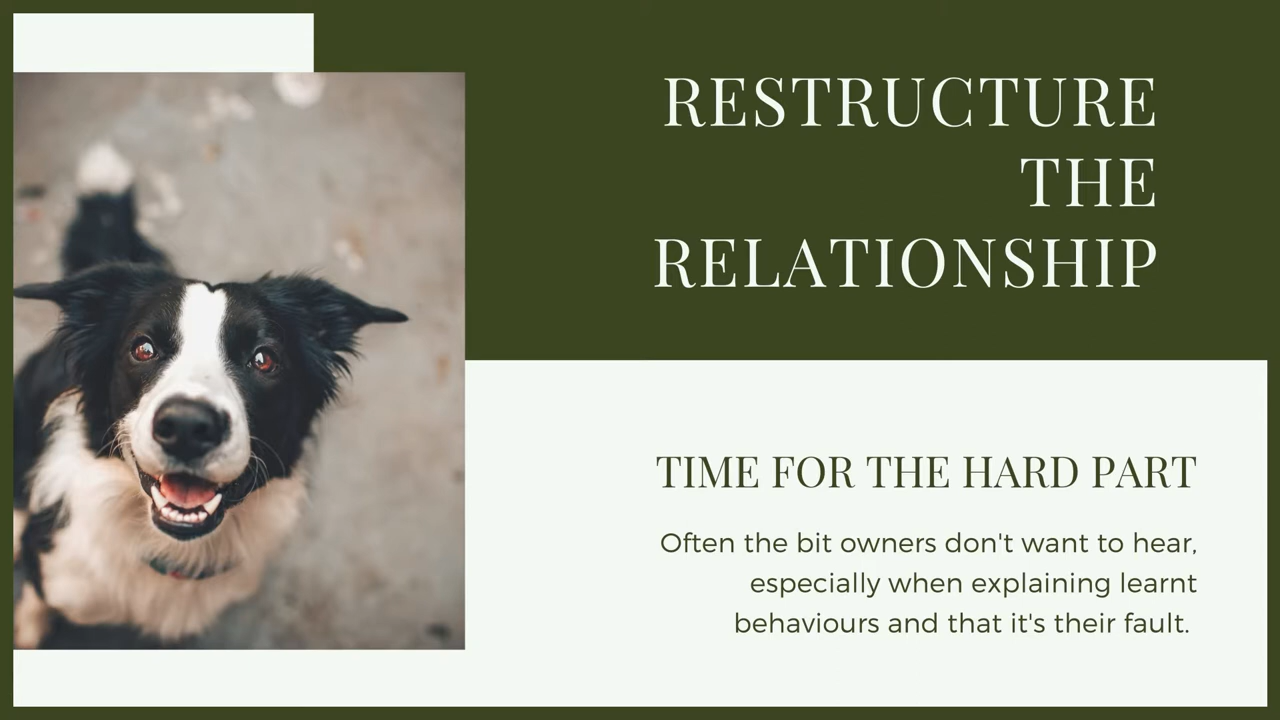 RESTRUCTURE
THE
RELATIONSHIP
TIME FOR THE HARD PART
Often the bit owners don't want to hear,
especially when explaining learnt
behaviours and that it's their fault.